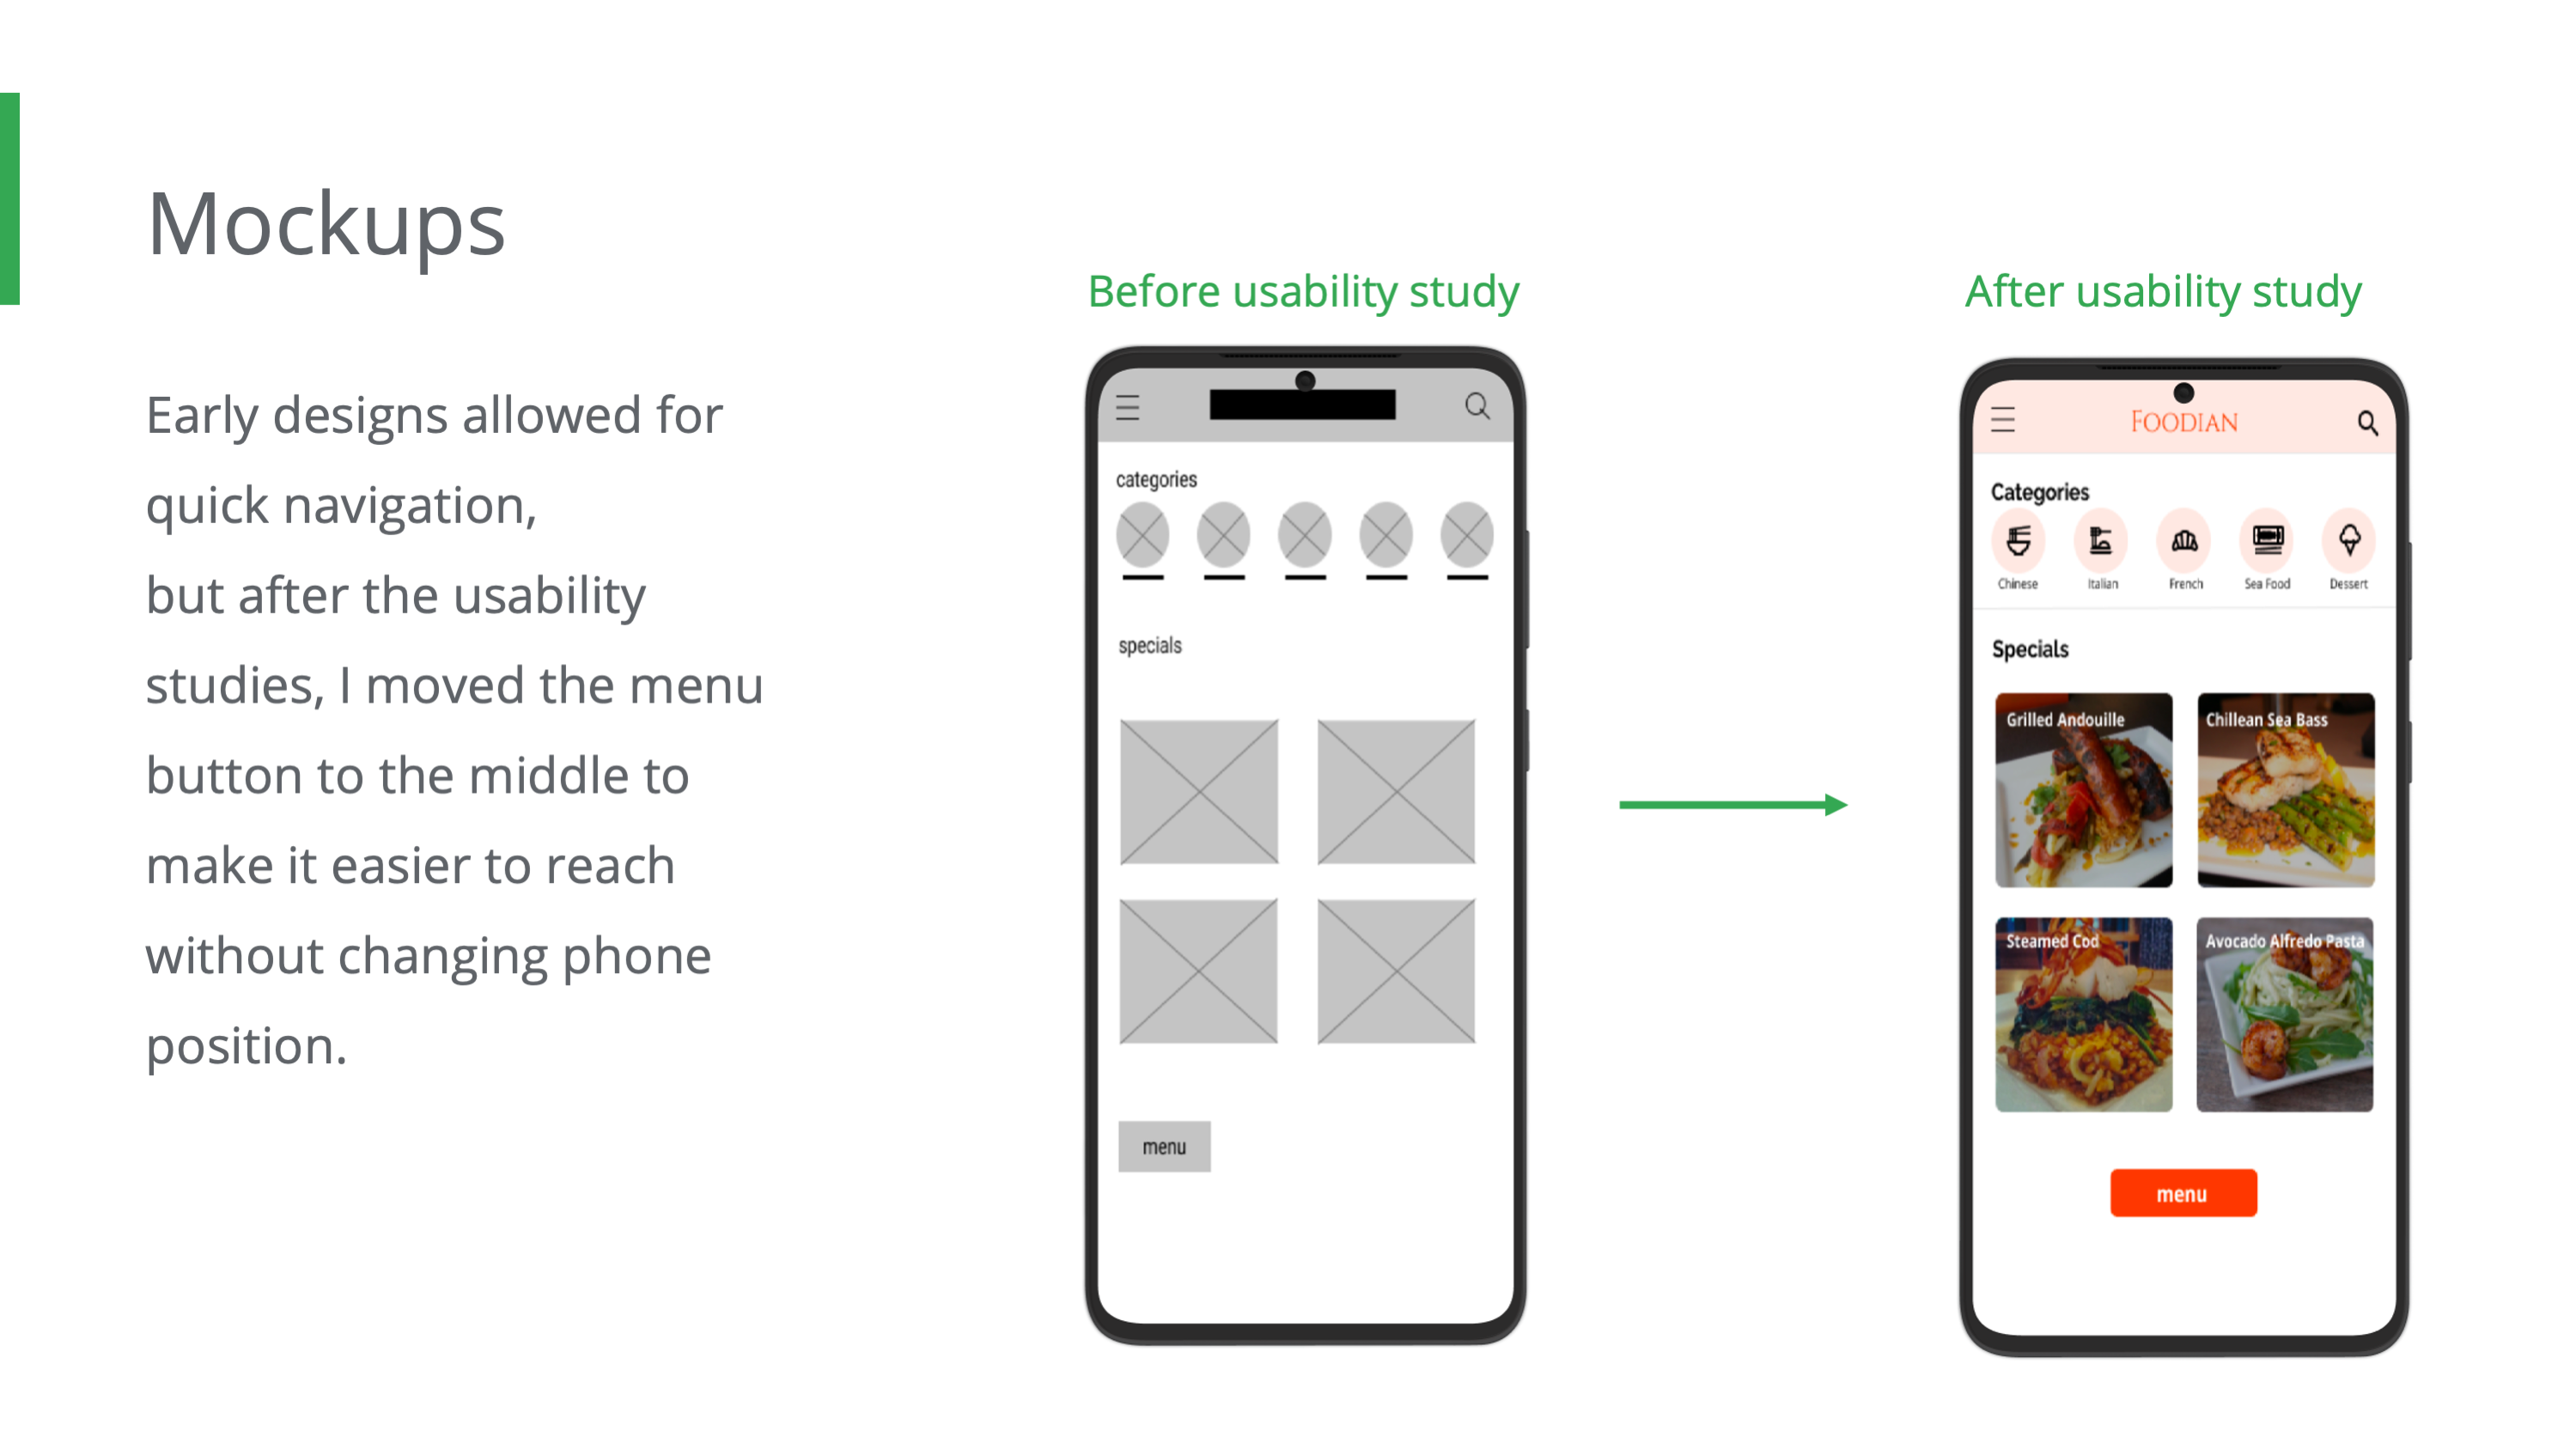 Mockups
Early designs allowed for
quick navigation,
but after the usability
studies, I moved the menu
button to the middle to
make it easier to reach
without changing phone
position.
Before usability study
categories
specials
menu
After usability study
FOODIAN
Categories
Chinese Italian French Sea Food Dessert
Specials
Grilled Andouille Chillean Sea Bass
Steamed Cod Avocado Alfredo Pasta
menu